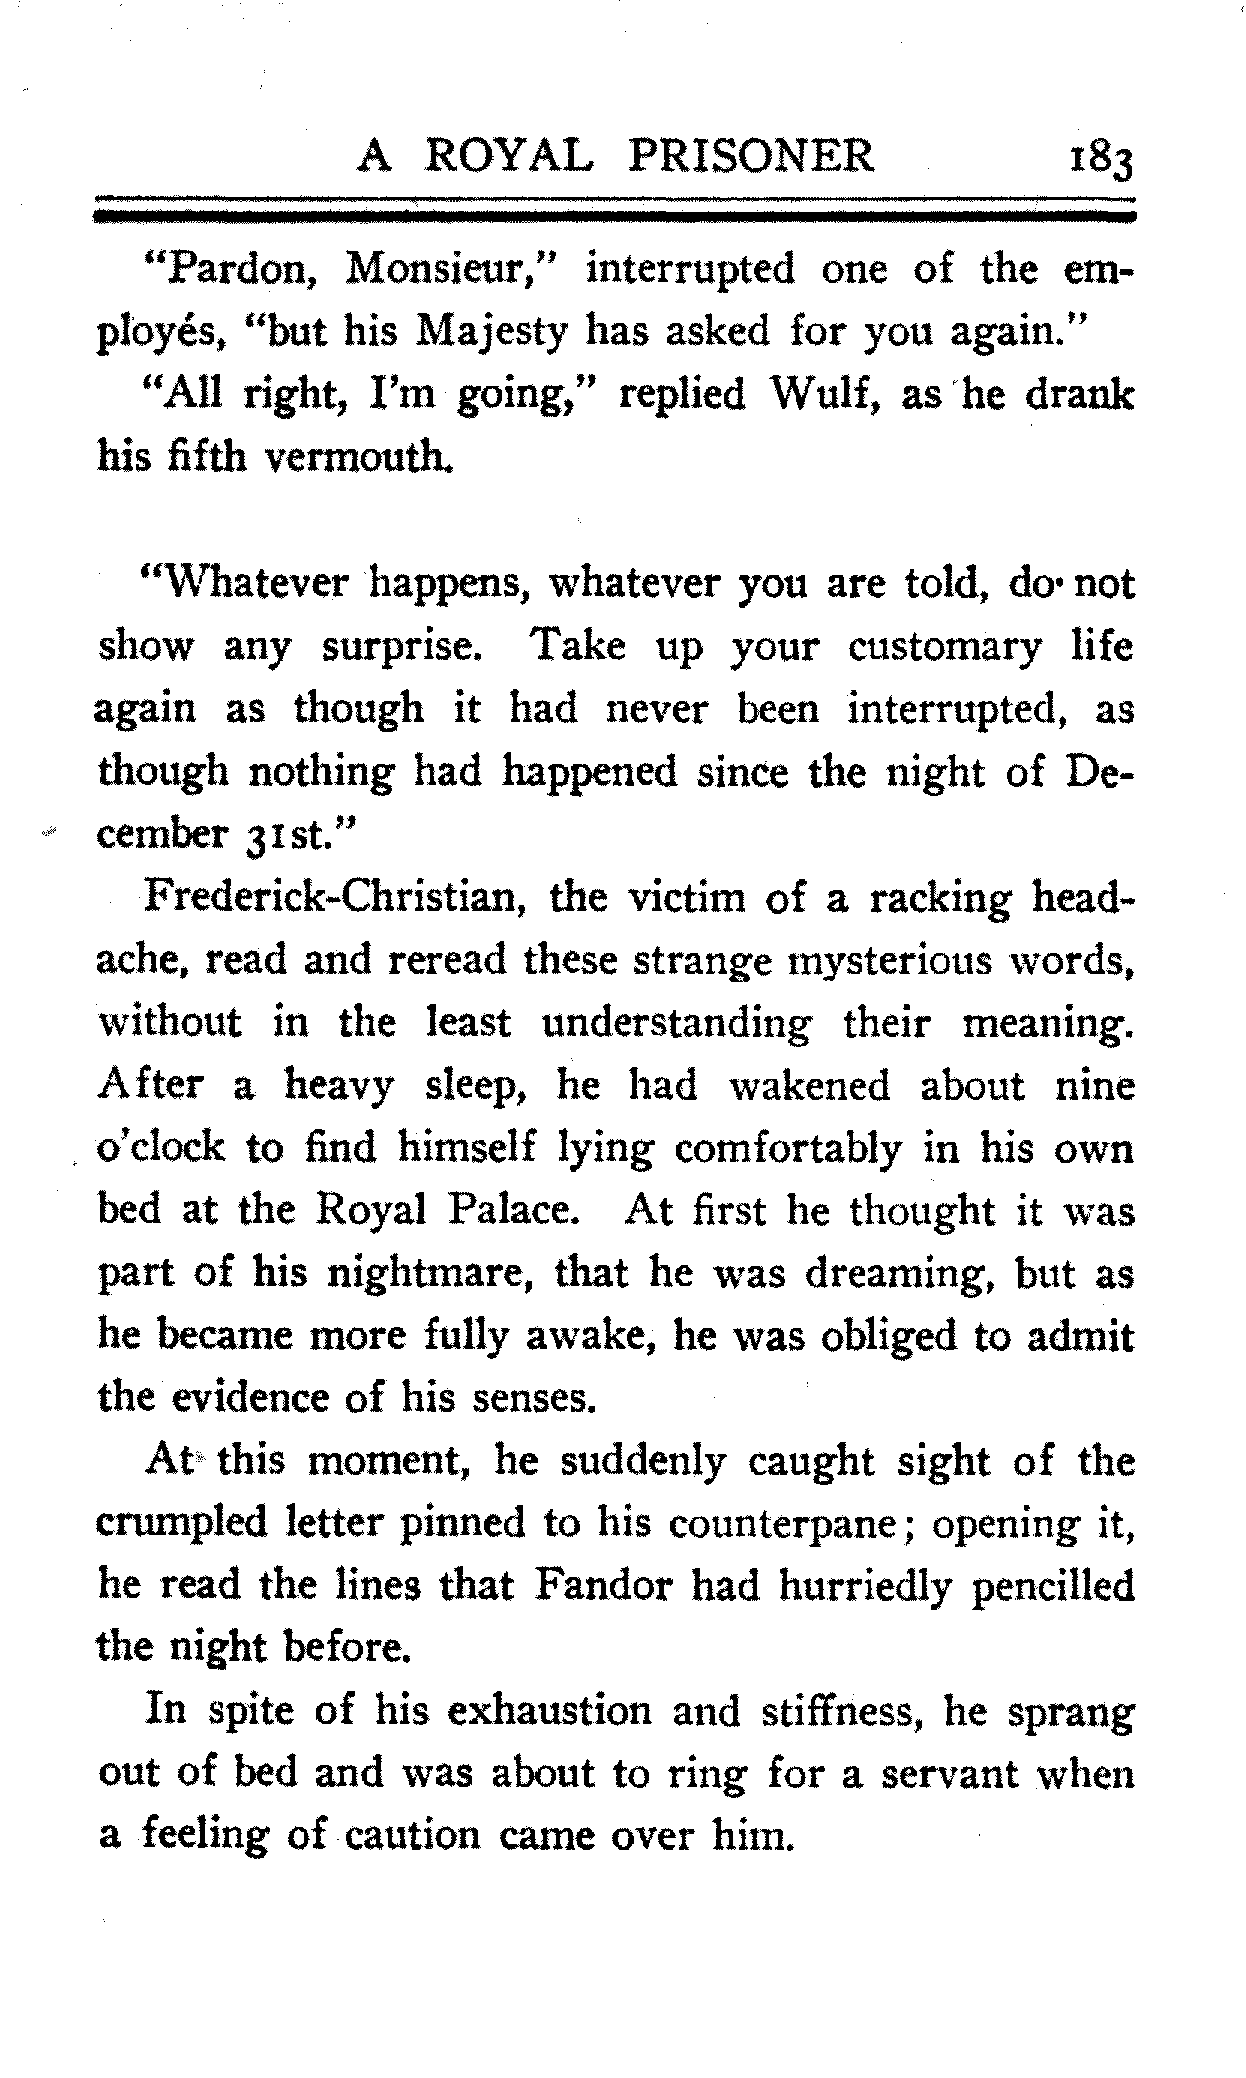 A ROYAL PRISONER 183
“Pardon, Monsieur,” interrupted one of the em-
ployés, “but his Majesty has asked for you again.”
“All right, I’m going,” replied Wulf, as he drank
his fifth vermouth.
“Whatever happens, whatever you are told, do not
show any surprise. Take up your customary life
again as though it had never been interrupted, as
though nothing had happened since the night of De-
cember 31st.”
Frederick-Christian, the victim of a racking head-
ache, read and reread these strange mysterious words,
without in the least understanding their meaning.
After a heavy sleep, he had wakened about nine
o’clock to find himself lying comfortably in his own
bed at the Royal Palace. At first he thought it was
part of his nightmare, that he was dreaming, but as
he became more fully awake, he was obliged to admit
the evidence of his senses.
At this moment, he suddenly caught sight of the
crumpled letter pinned to his counterpane; opening it,
he read the lines that Fandor had hurriedly pencilled
the night before.
In spite of his exhaustion and stiffness, he sprang
out of bed and was about to ring for a servant when
a feeling of caution came over him.